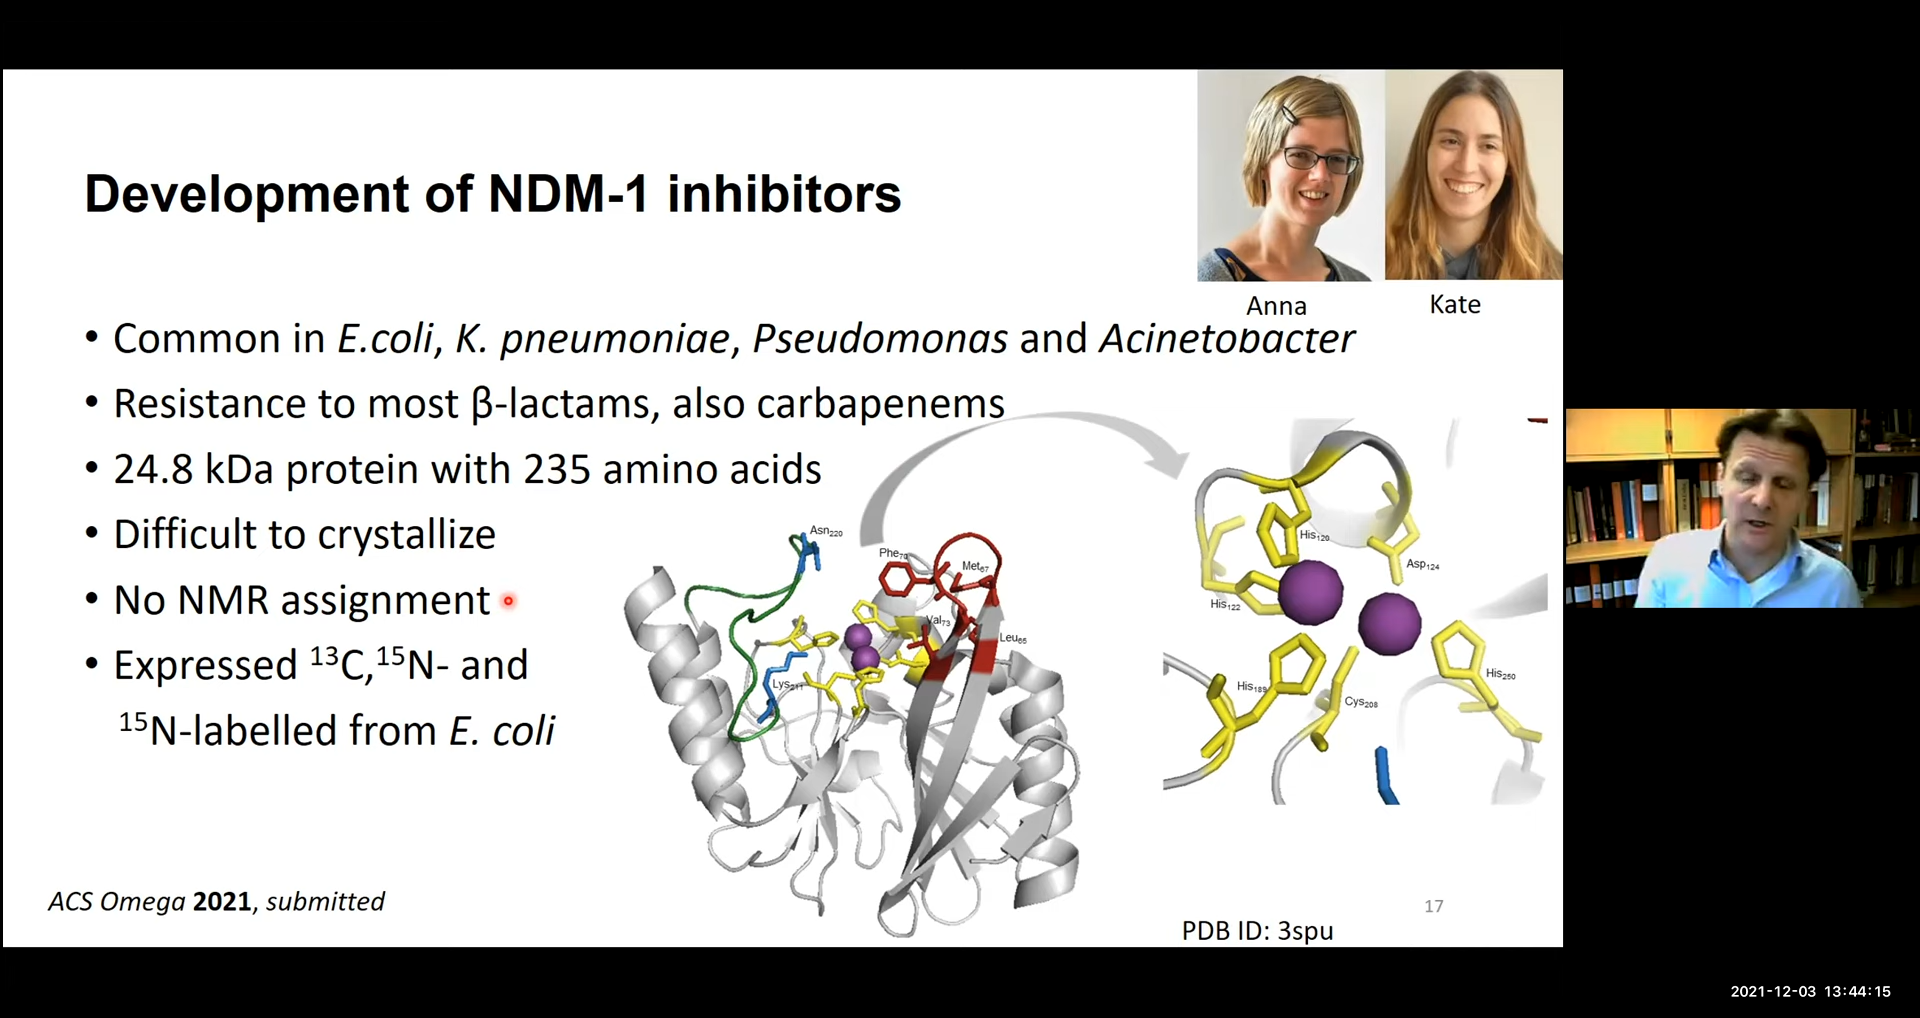 Development of NDM-1 inhibitors
Anna
Kate
• Common in E.coli, K. pneumoniae, Pseudomonas and Acinetobacter
• Resistance to most β-lactams, also carbapenems
• 24.8 kDa protein with 235 amino acids
• Difficult to crystallize
• No NMR assignment
• Expressed ¹³C,¹⁵N- and
¹⁵N-labelled from E. coli
Asn₂₂₀
Phe₇₀
Met₆₇
Val₇₃
Leu₆₅
Lys₂₁₁
His₁₂₀
Asp₁₂₄
His₁₂₂
His₁₈₉
Cys₂₀₈
His₂₅₀
ACS Omega 2021, submitted
17
PDB ID: 3spu
2021-12-03 13:44:15